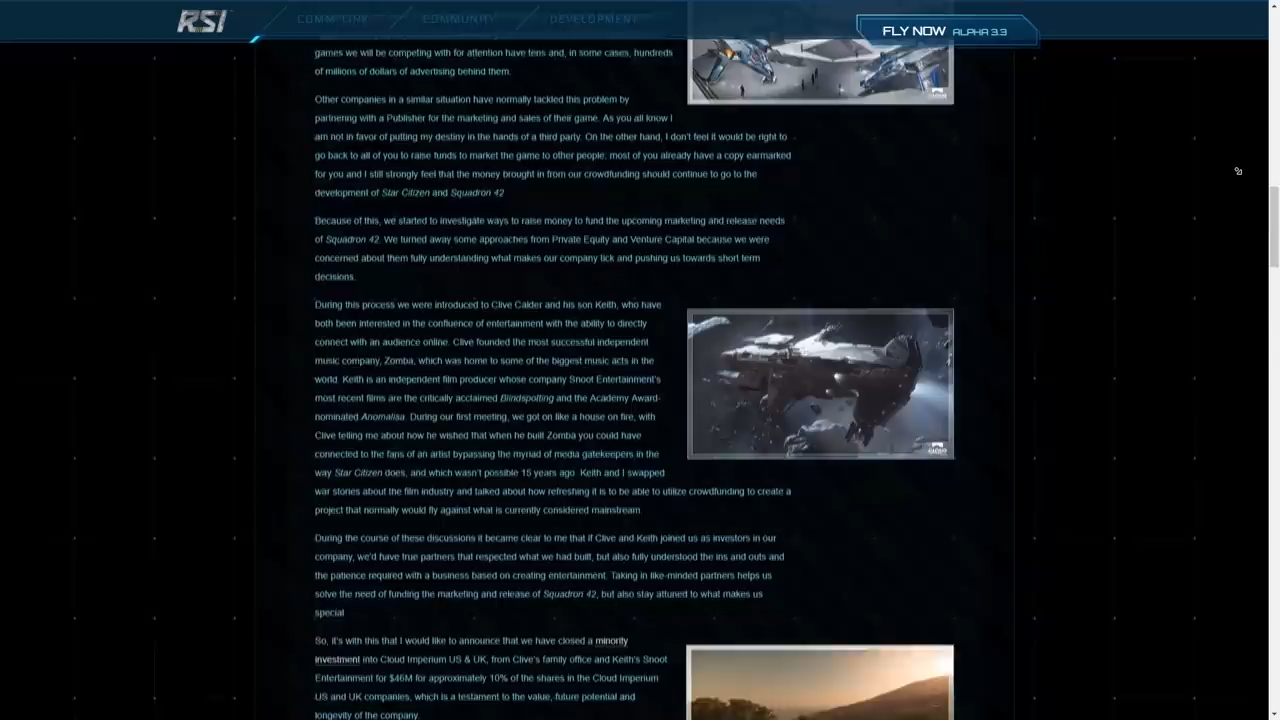 RSI
COMM-LINK
COMMUNITY
DEVELOPMENT
FLY NOW ALPHA 3.3
games we will be competing with for attention have tens and, in some cases, hundreds
of millions of dollars of advertising behind them.
Other companies in a similar situation have normally tackled this problem by
partnering with a Publisher for the marketing and sales of their game. As you all know I
am not in favor of putting my destiny in the hands of a third party. On the other hand, I don't feel it would be right to
go back to all of you to raise funds to market the game to other people; most of you already have a copy earmarked
for you and I still strongly feel that the money brought in from our crowdfunding should continue to go to the
development of Star Citizen and Squadron 42
Because of this, we started to investigate ways to raise money to fund the upcoming marketing and release needs
of Squadron 42. We turned away some approaches from Private Equity and Venture Capital because we were
concerned about them fully understanding what makes our company tick and pushing us towards short term
decisions.
During this process we were introduced to Clive Calder and his son Keith, who have
both been interested in the confluence of entertainment with the ability to directly
connect with an audience online. Clive founded the most successful independent
music company, Zomba, which was home to some of the biggest music acts in the
world. Keith is an independent film producer whose company Snoot Entertainment's
most recent films are the critically acclaimed Blindspotting and the Academy Award-
nominated Anomalisa. During our first meeting, we got on like a house on fire, with
Clive telling me about how he wished that when he built Zomba you could have
connected to the fans of an artist bypassing the myriad of media gatekeepers in the
way Star Citizen does, and which wasn't possible 15 years ago. Keith and I swapped
war stories about the film industry and talked about how refreshing it is to be able to utilize crowdfunding to create a
project that normally would fly against what is currently considered mainstream.
During the course of these discussions it became clear to me that if Clive and Keith joined us as investors in our
company, we'd have true partners that respected what we had built, but also fully understood the ins and outs and
the patience required with a business based on creating entertainment. Taking in like-minded partners helps us
solve the need of funding the marketing and release of Squadron 42, but also stay attuned to what makes us
special.
So, it's with this that I would like to announce that we have closed a minority
investment into Cloud Imperium US & UK, from Clive's family office and Keith's Snoot
Entertainment for $46M for approximately 10% of the shares in the Cloud Imperium
US and UK companies, which is a testament to the value, future potential and
longevity of the company.